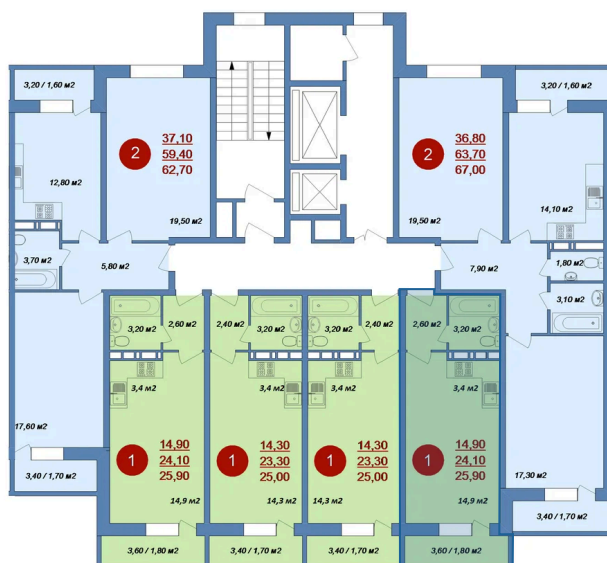 3,20 / 1,60 м2
3,20 / 1,60 м2
2
37,10
59,40
62,70
2
36,80
63,70
67,00
12,80 м2
19,50 м2
19,50 м2
14,10 м2
3,70 м2
5,80 м2
7,90 м2
1,80 м2
3,10 м2
3,20 м2
2,60 м2
2,40 м2
3,20 м2
3,20 м2
2,40 м2
2,60 м2
3,20 м2
3,4 м2
3,4 м2
3,4 м2
3,4 м2
17,60 м2
1
14,90
24,10
25,90
1
14,30
23,30
25,00
1
14,30
23,30
25,00
1
14,90
24,10
25,90
17,30 м2
3,40 / 1,70 м2
14,9 м2
14,3 м2
14,3 м2
14,9 м2
3,40 / 1,70 м2
3,60 / 1,80 м2
3,40 / 1,70 м2
3,40 / 1,70 м2
3,60 / 1,80 м2